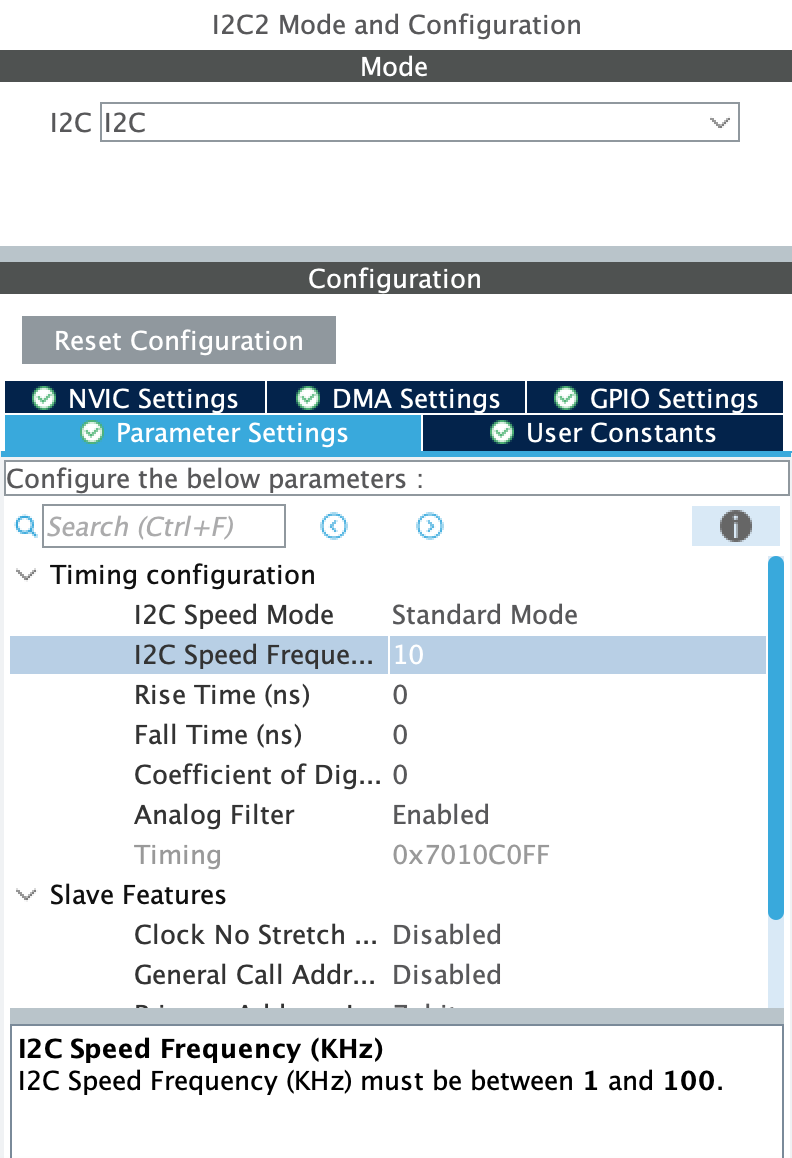 I2C2 Mode and Configuration
Mode
I2C I2C
Configuration
Reset Configuration
NVIC Settings DMA Settings GPIO Settings
Parameter Settings User Constants
Configure the below parameters :
Search (Ctrl+F)
Timing configuration
I2C Speed Mode Standard Mode
I2C Speed Freque... 10
Rise Time (ns) 0
Fall Time (ns) 0
Coefficient of Dig... 0
Analog Filter Enabled
Timing 0x7010C0FF
Slave Features
Clock No Stretch ... Disabled
General Call Addr... Disabled
I2C Speed Frequency (KHz)
I2C Speed Frequency (KHz) must be between 1 and 100.